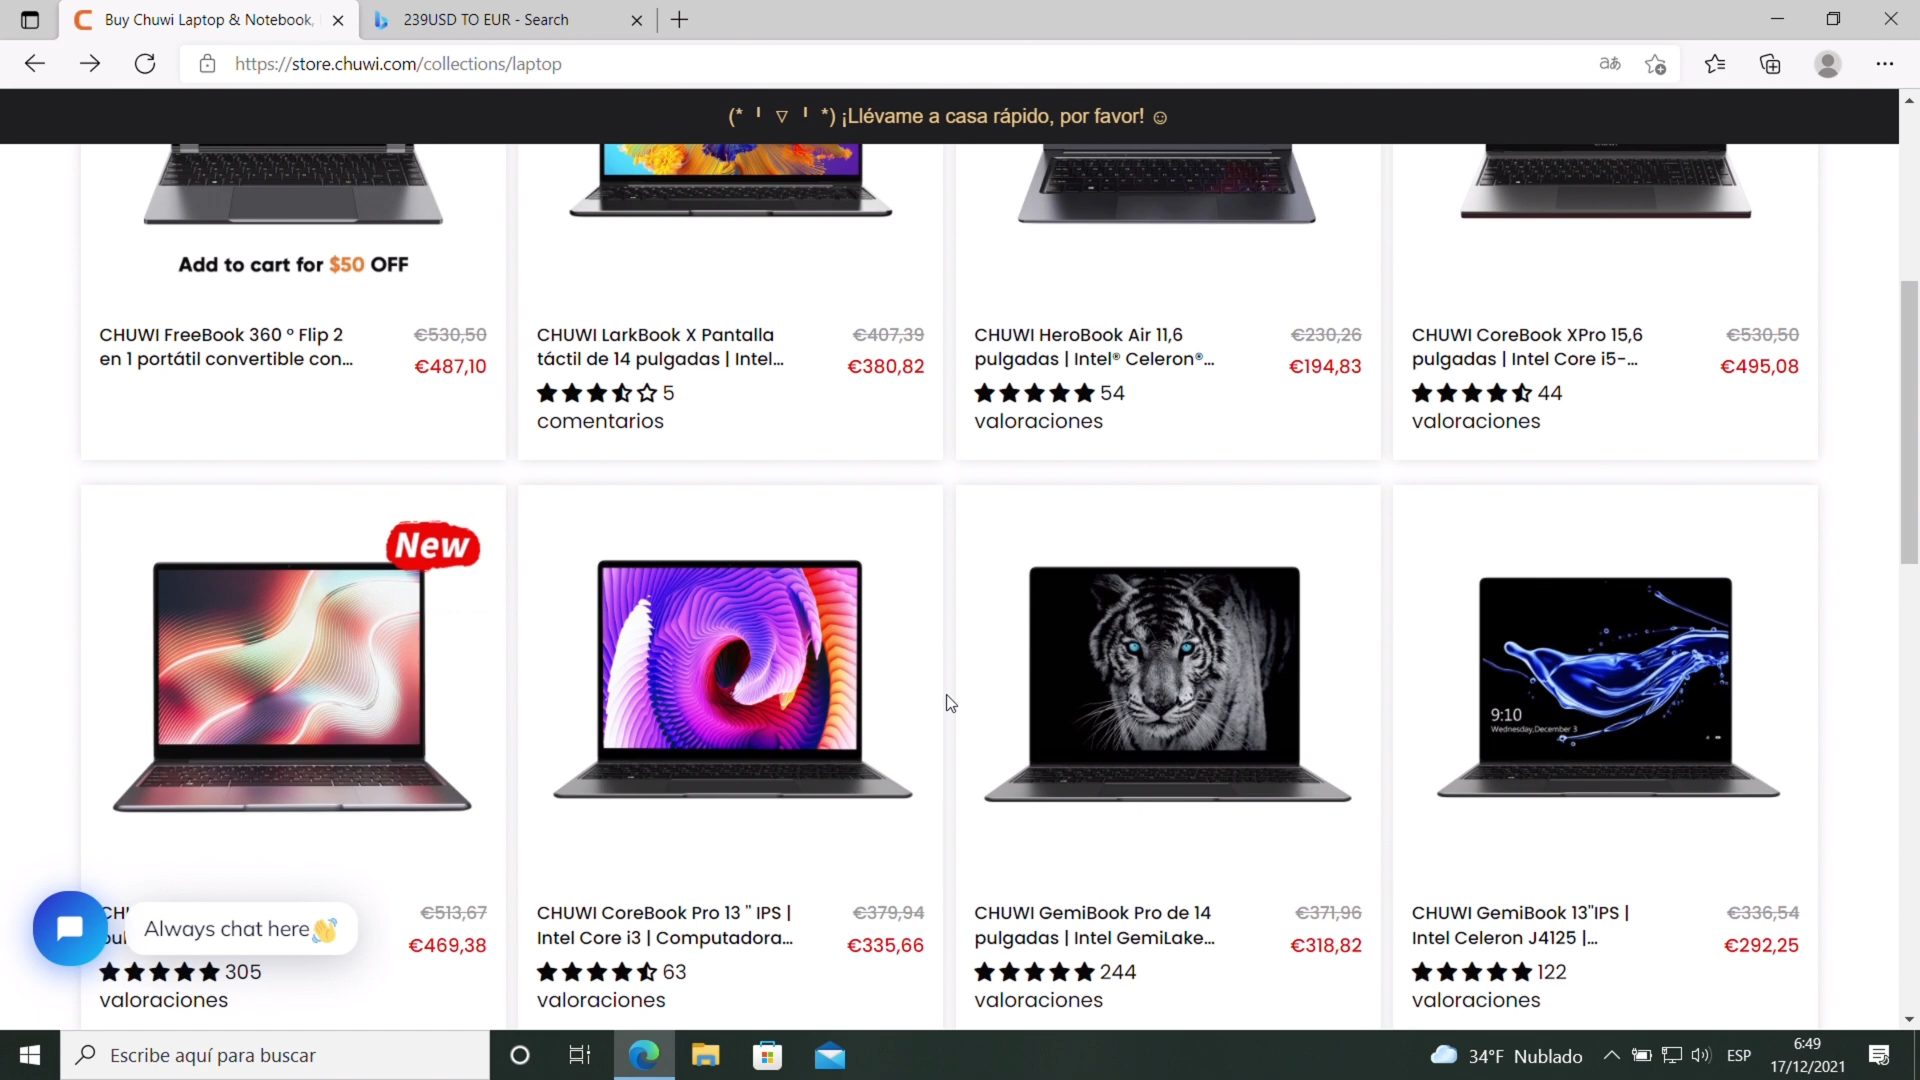 Buy Chuwi Laptop & Notebook,
239USD TO EUR - Search
https://store.chuwi.com/collections/laptop
(* ╹ ▽ ╹ *) ¡Llévame a casa rápido, por favor! ☺
Add to cart for $50 OFF
CHUWI FreeBook 360 ° Flip 2
en 1 portátil convertible con...
€530,50
€487,10
CHUWI LarkBook X Pantalla
táctil de 14 pulgadas | Intel...
€407,39
€380,82
5
comentarios
CHUWI HeroBook Air 11,6
pulgadas | Intel® Celeron®...
€230,26
€194,83
54
valoraciones
CHUWI CoreBook XPro 15,6
pulgadas | Intel Core i5-...
€530,50
€495,08
44
valoraciones
New
9:10
Wednesday,December 3
Always chat here👋
€513,67
€469,38
305
valoraciones
CHUWI CoreBook Pro 13 " IPS |
Intel Core i3 | Computadora...
€379,94
€335,66
63
valoraciones
CHUWI GemiBook Pro de 14
pulgadas | Intel GemiLake...
€371,96
€318,82
244
valoraciones
CHUWI GemiBook 13"IPS |
Intel Celeron J4125 |...
€336,54
€292,25
122
valoraciones
Escribe aquí para buscar
34°F Nublado
ESP
6:49
17/12/2021